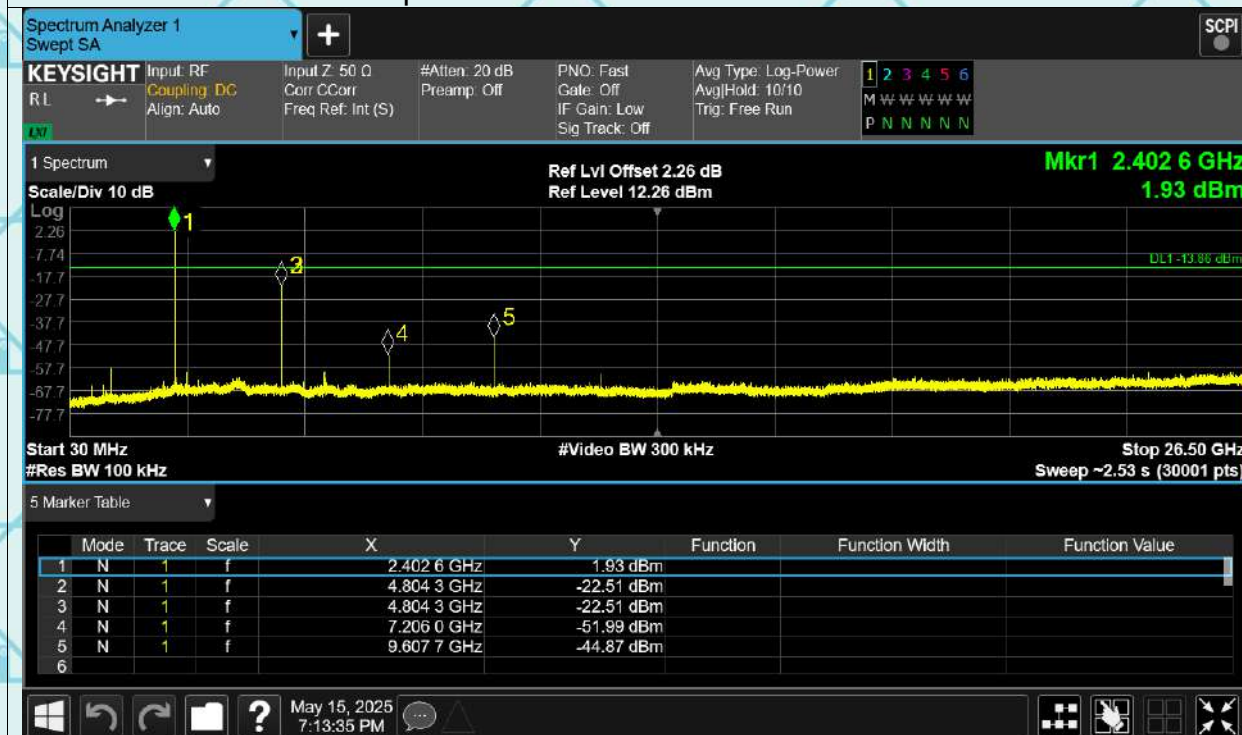 Spectrum Analyzer 1
Swept SA
+
SCPI
KEYSIGHT
RL
LXI
Input: RF
Coupling: DC
Align: Auto
Input Z: 50 Ω
Corr CCorr
Freq Ref: Int (S)
#Atten: 20 dB
Preamp: Off
PNO: Fast
Gate: Off
IF Gain: Low
Sig Track: Off
Avg Type: Log-Power
Avg|Hold: 10/10
Trig: Free Run
1 2 3 4 5 6
M W W W W W
P N N N N N
1 Spectrum
Scale/Div 10 dB
Ref Lvl Offset 2.26 dB
Ref Level 12.26 dBm
Mkr1 2.402 6 GHz
1.93 dBm
Log
2.26
-7.74
-17.7
-27.7
-37.7
-47.7
-57.7
-67.7
-77.7
1
3
4
5
DL1 -13.86 dBm
Start 30 MHz
#Res BW 100 kHz
#Video BW 300 kHz
Stop 26.50 GHz
Sweep ~2.53 s (30001 pts)
5 Marker Table
Mode Trace Scale X Y Function Function Width Function Value
1 N 1 f 2.402 6 GHz 1.93 dBm
2 N 1 f 4.804 3 GHz -22.51 dBm
3 N 1 f 4.804 3 GHz -22.51 dBm
4 N 1 f 7.206 0 GHz -51.99 dBm
5 N 1 f 9.607 7 GHz -44.87 dBm
6
?
May 15, 2025
7:13:35 PM